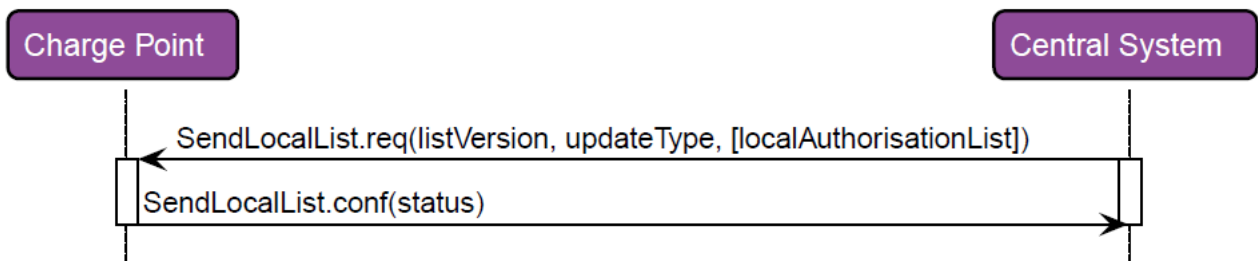 Charge Point
Central System
SendLocalList.req(listVersion, updateType, [localAuthorisationList])
SendLocalList.conf(status)